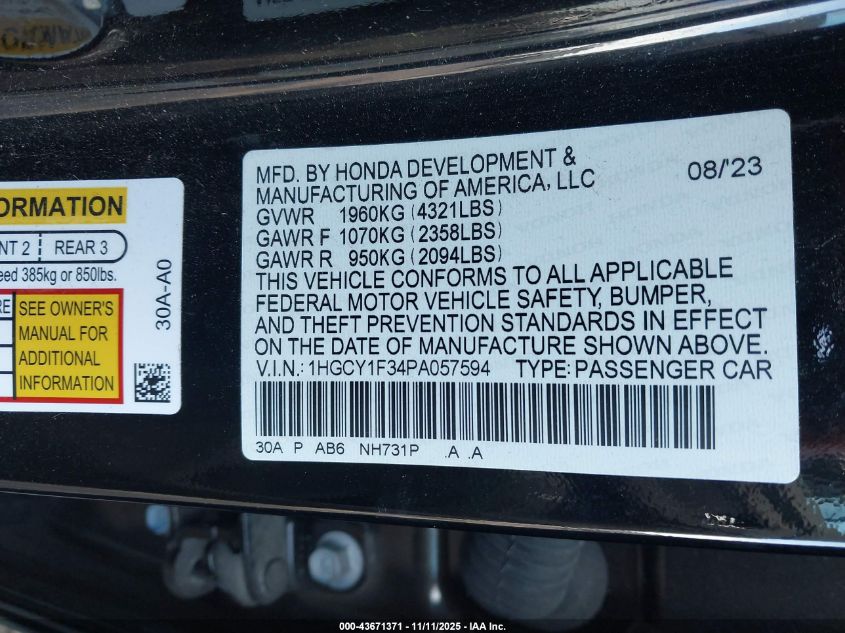 ORMATION
NT 2 | REAR 3
eed 385kg or 850lbs.
RE
SEE OWNER'S
MANUAL FOR
ADDITIONAL
INFORMATION
30A-A0
MFD. BY HONDA DEVELOPMENT &
MANUFACTURING OF AMERICA, LLC
08/'23
GVWR 1960KG (4321LBS)
GAWR F 1070KG (2358LBS)
GAWR R 950KG (2094LBS)
THIS VEHICLE CONFORMS TO ALL APPLICABLE
FEDERAL MOTOR VEHICLE SAFETY, BUMPER,
AND THEFT PREVENTION STANDARDS IN EFFECT
ON THE DATE OF MANUFACTURE SHOWN ABOVE.
V.I.N.: 1HGCY1F34PA057594 TYPE: PASSENGER CAR
30A P AB6 NH731P .A .A
000-43671371 - 11/11/2025 - IAA Inc.